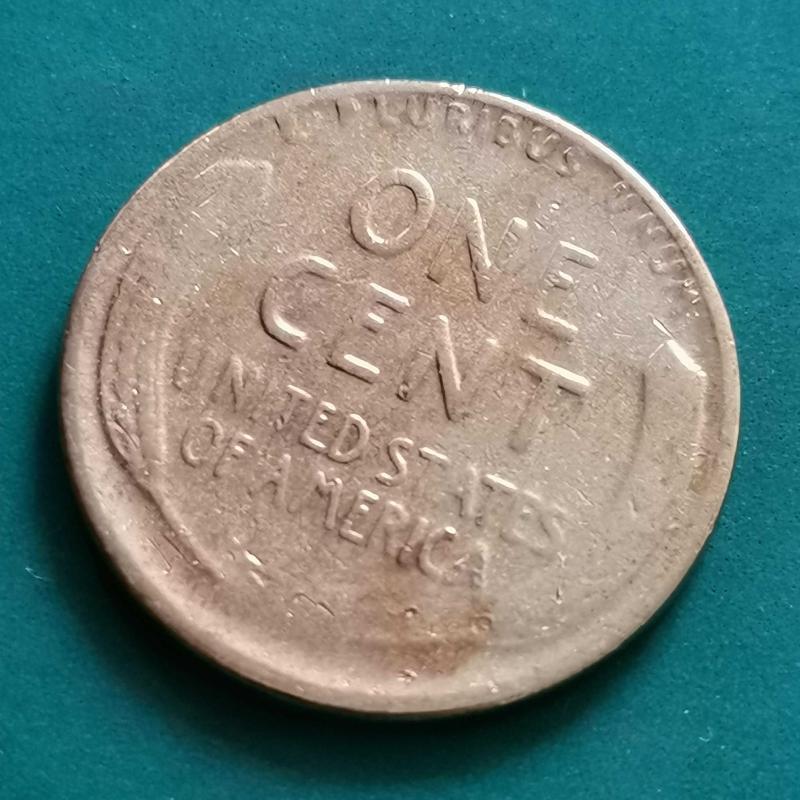 E·PLURIBUS UNUM
ONE
CENT
UNITED STATES
OF AMERICA